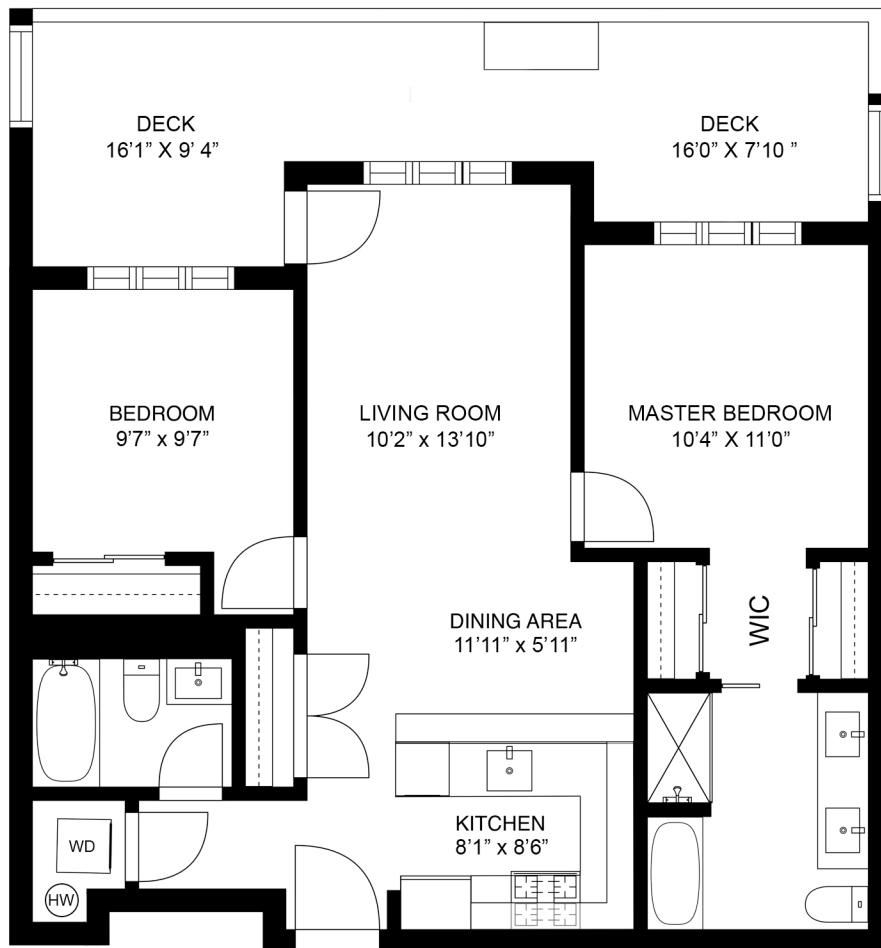 DECK
16’1” X 9’ 4”
DECK
16’0” X 7’10 ”
BEDROOM
9’7” x 9’7”
LIVING ROOM
10’2” x 13’10”
MASTER BEDROOM
10’4” X 11’0”
DINING AREA
11’11” x 5’11”
WIC
KITCHEN
8’1” x 8’6”
WD
HW